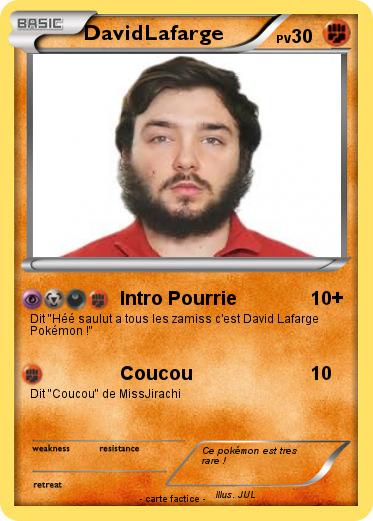 BASIC
DavidLafarge PV30
Intro Pourrie 10+
Dit "Héé saulut a tous les zamiss c'est David Lafarge
Pokémon !"
Coucou 10
Dit "Coucou" de MissJirachi
weakness resistance
retreat
Ce pokémon est tres
rare !
- carte factice - Illus. JUL